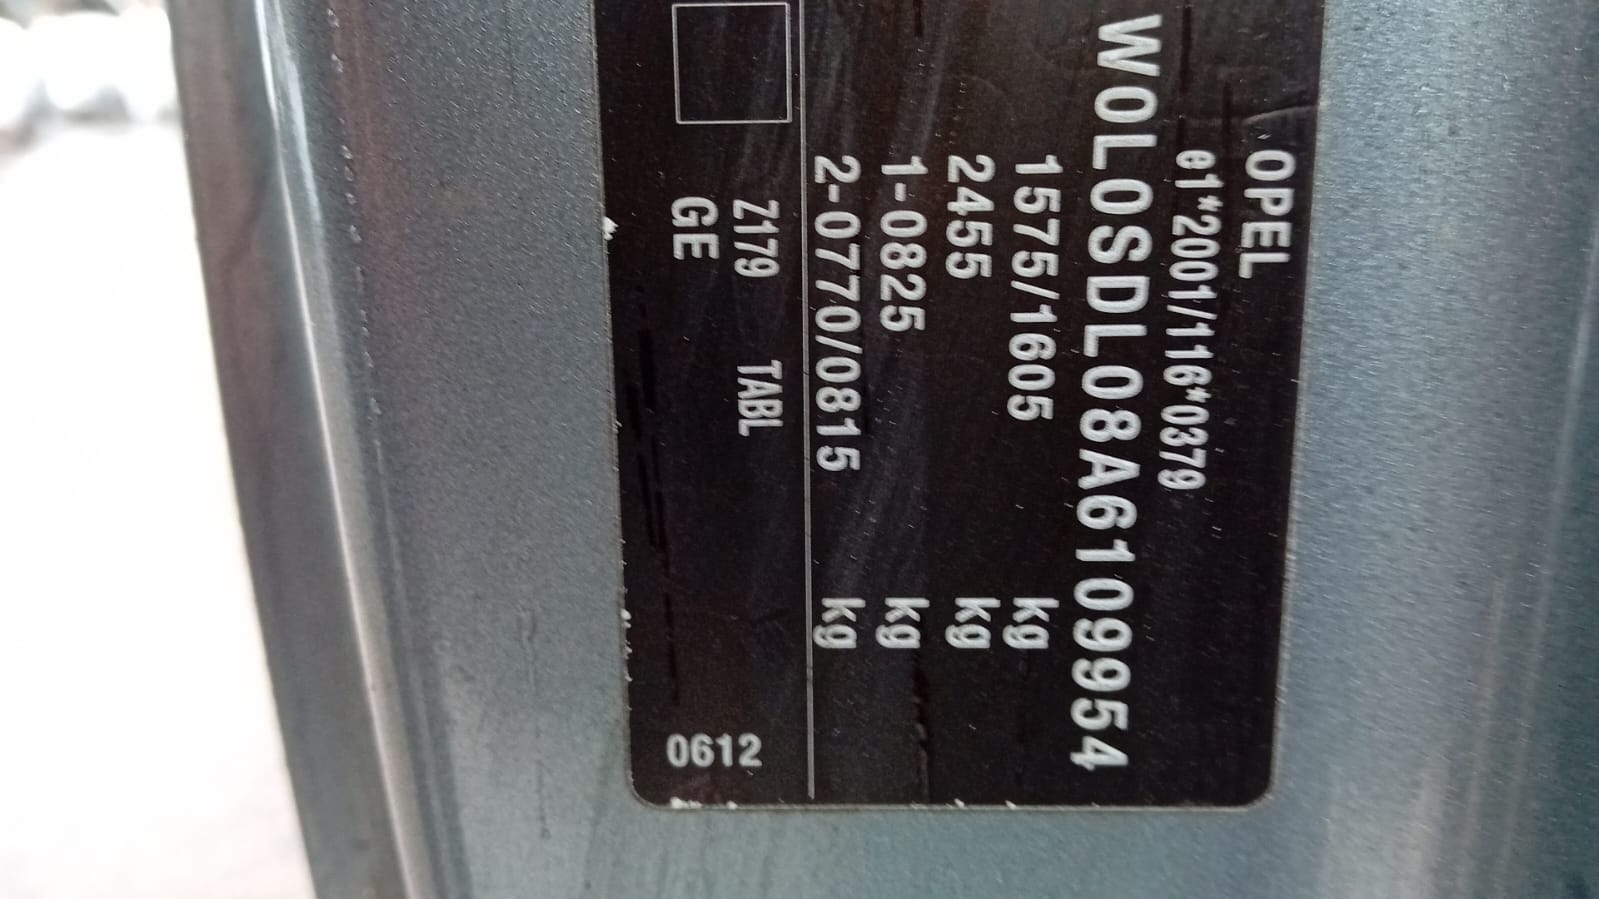 OPEL
e1*2001/116*0379
W0L0SDL08A6109954
1575/1605 kg
2455 kg
1-0825 kg
2-0770/0815 kg
Z179 TABL
GE
0612